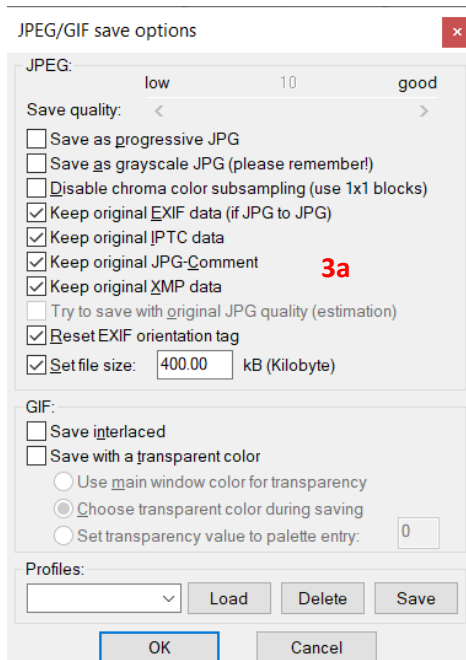 JPEG/GIF save options
×
JPEG:
low 10 good
Save quality: < >
Save as progressive JPG
Save as grayscale JPG (please remember!)
Disable chroma color subsampling (use 1x1 blocks)
Keep original EXIF data (if JPG to JPG)
Keep original IPTC data
Keep original JPG-Comment
3a
Keep original XMP data
Try to save with original JPG quality (estimation)
Reset EXIF orientation tag
Set file size: 400.00 kB (Kilobyte)
GIF:
Save interlaced
Save with a transparent color
Use main window color for transparency
Choose transparent color during saving
Set transparency value to palette entry: 0
Profiles:
Load Delete Save
OK Cancel